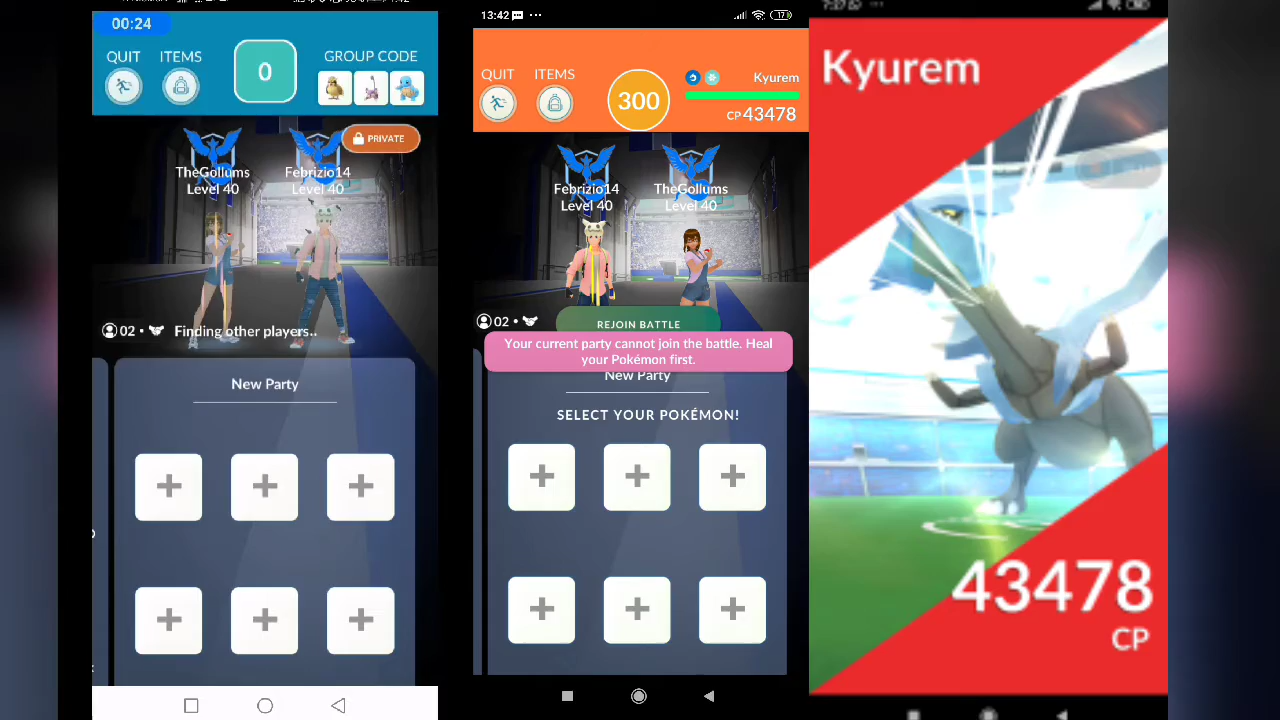 00:24
QUIT ITEMS GROUP CODE
0
PRIVATE
TheGollums Febrizio14
Level 40 Level 40
02 • Finding other players..
New Party
13:42
17
QUIT ITEMS
300
Kyurem
CP43478
Febrizio14 TheGollums
Level 40 Level 40
02 •
REJOIN BATTLE
Your current party cannot join the battle. Heal
your Pokémon first.
New Party
SELECT YOUR POKÉMON!
Kyurem
43478
CP